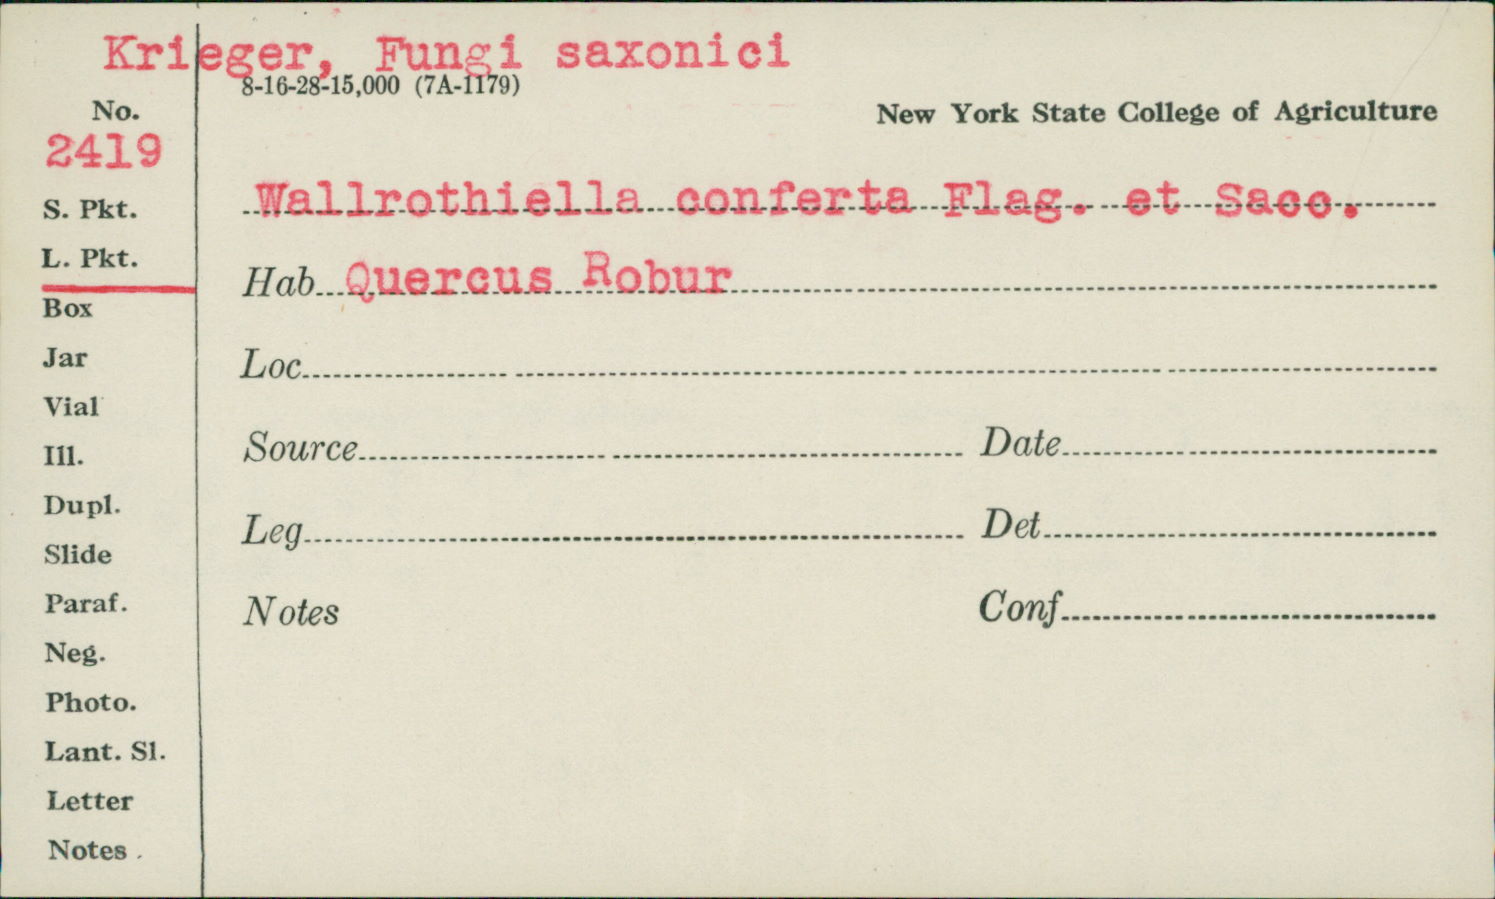 Krieger, Fungi saxonici
8-16-28-15,000 (7A-1179)
New York State College of Agriculture
No.
2419
S. Pkt.
L. Pkt.
Box
Jar
Vial
Ill.
Dupl.
Slide
Paraf.
Neg.
Photo.
Lant. Sl.
Letter
Notes
Wallrothiella conferta Flag. et Sacc.
Hab Quercus Robur
Loc
Source
Date
Leg
Det
Notes
Conf